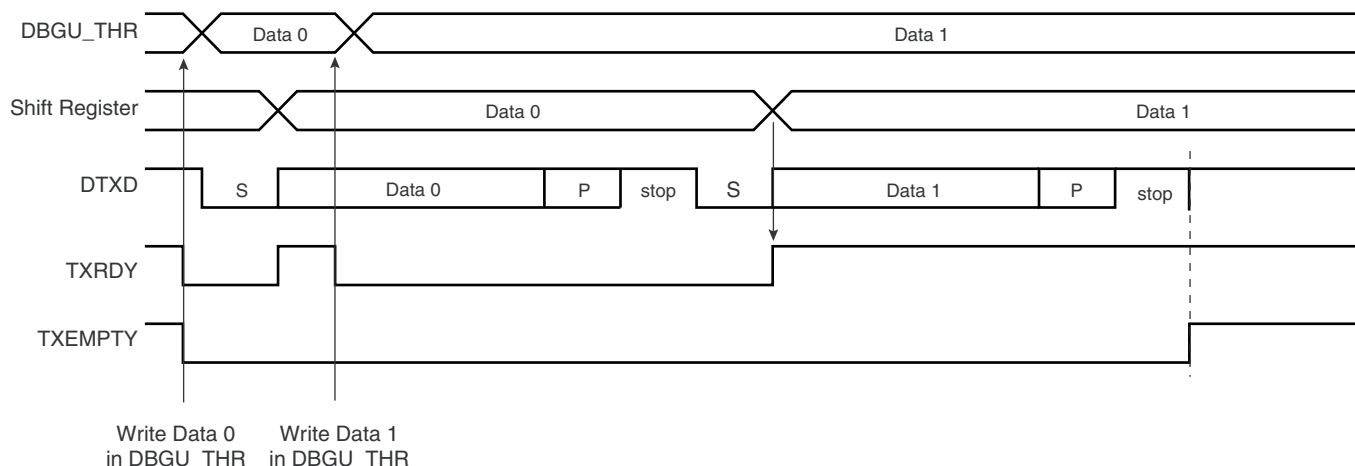 DBGU_THR
Data 0
Data 1
Shift Register
Data 0
Data 1
DTXD
S
Data 0
P
stop
S
Data 1
P
stop
TXRDY
TXEMPTY
Write Data 0
in DBGU_THR
Write Data 1
in DBGU_THR